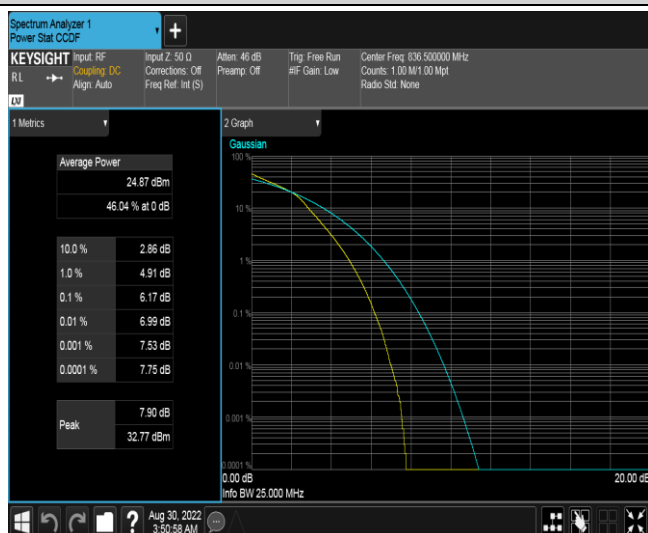 Spectrum Analyzer 1
Power Stat CCDF
+
KEYSIGHT
RL
LXI
Input: RF
Coupling: DC
Align: Auto
Input Z: 50 Ω
Corrections: Off
Freq Ref: Int (S)
Atten: 46 dB
Preamp: Off
Trig: Free Run
#IF Gain: Low
Center Freq: 836.500000 MHz
Counts: 1.00 M/1.00 Mpt
Radio Std: None
1 Metrics
Average Power
24.87 dBm
46.04 % at 0 dB
10.0 % 2.86 dB
1.0 % 4.91 dB
0.1 % 6.17 dB
0.01 % 6.99 dB
0.001 % 7.53 dB
0.0001 % 7.75 dB
Peak
7.90 dB
32.77 dBm
2 Graph
Gaussian
100 %
10 %
1 %
0.1 %
0.01 %
0.001 %
0.0001 %
0.00 dB 20.00 dB
Info BW 25.000 MHz
?
Aug 30, 2022
3:50:58 AM